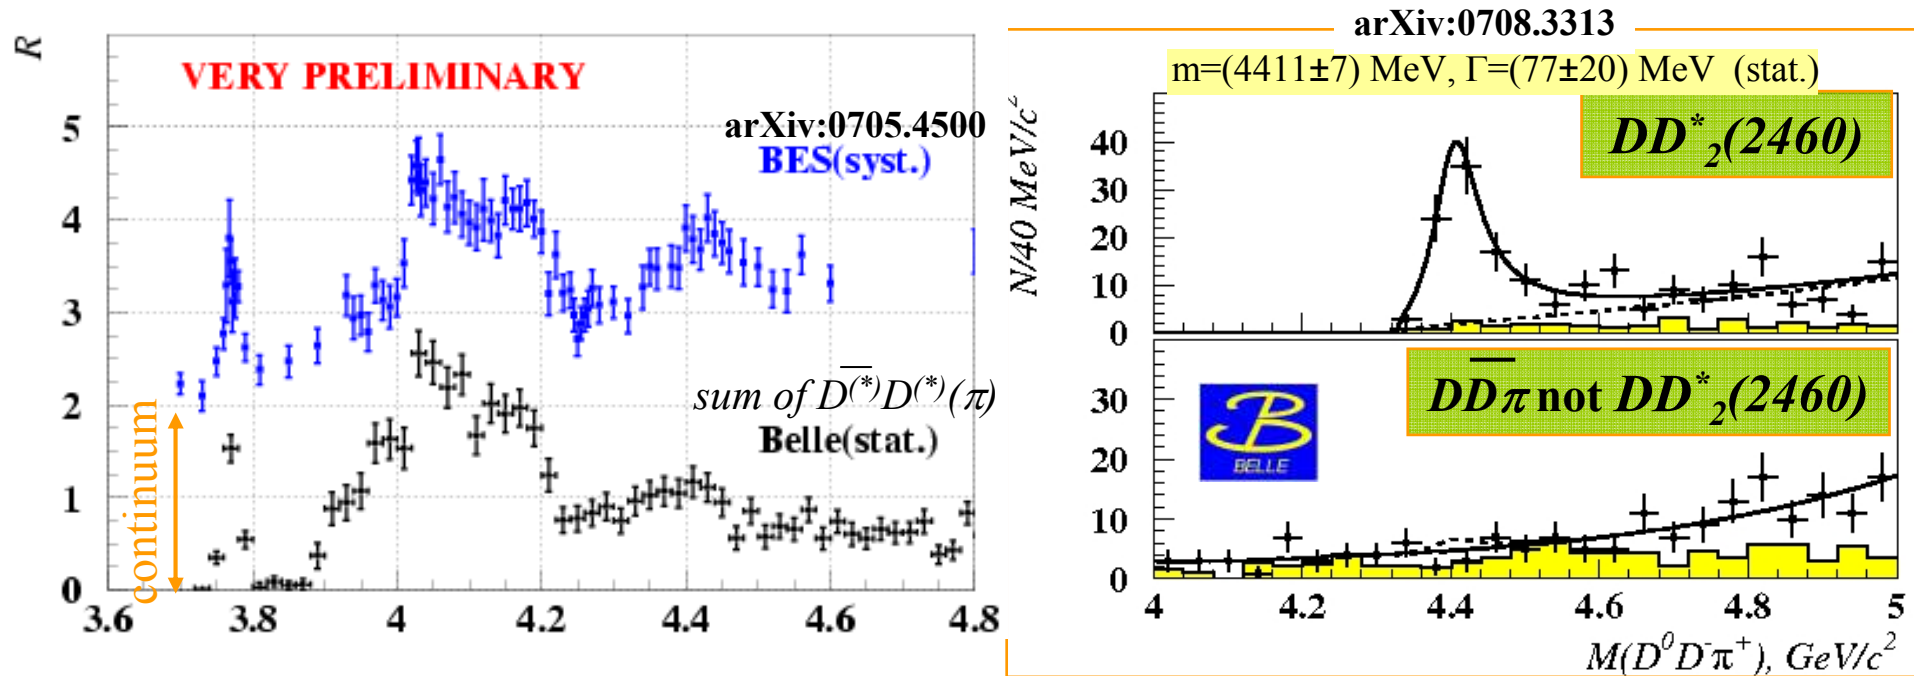 R
VERY PRELIMINARY
arXiv:0705.4500
BES(syst.)
sum of D̅⁽*⁾D⁽*⁾(π)
Belle(stat.)
continuum
5
4
3
2
1
0
3.6 3.8 4 4.2 4.4 4.6 4.8
arXiv:0708.3313
m=(4411±7) MeV, Γ=(77±20) MeV (stat.)
N/40 MeV/c²
DD*₂(2460)
40
30
20
10
0
DD̅π not DD*₂(2460)
B
BELLE
30
20
10
0
4 4.2 4.4 4.6 4.8 5
M(D⁰D⁻π⁺), GeV/c²